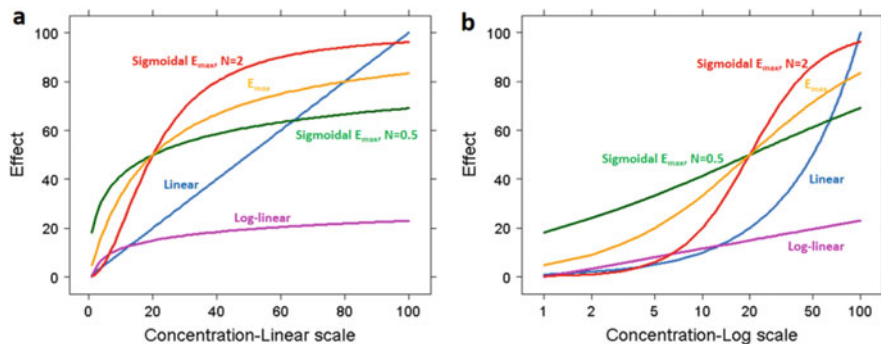 a
100
80
60
40
20
0
Effect
Sigmoidal Emax, N=2
Emax
Sigmoidal Emax, N=0.5
Linear
Log-linear
0 20 40 60 80 100
Concentration-Linear scale
b
100
80
60
40
20
0
Effect
Sigmoidal Emax, N=2
Emax
Sigmoidal Emax, N=0.5
Linear
Log-linear
1 2 5 10 20 50 100
Concentration-Log scale